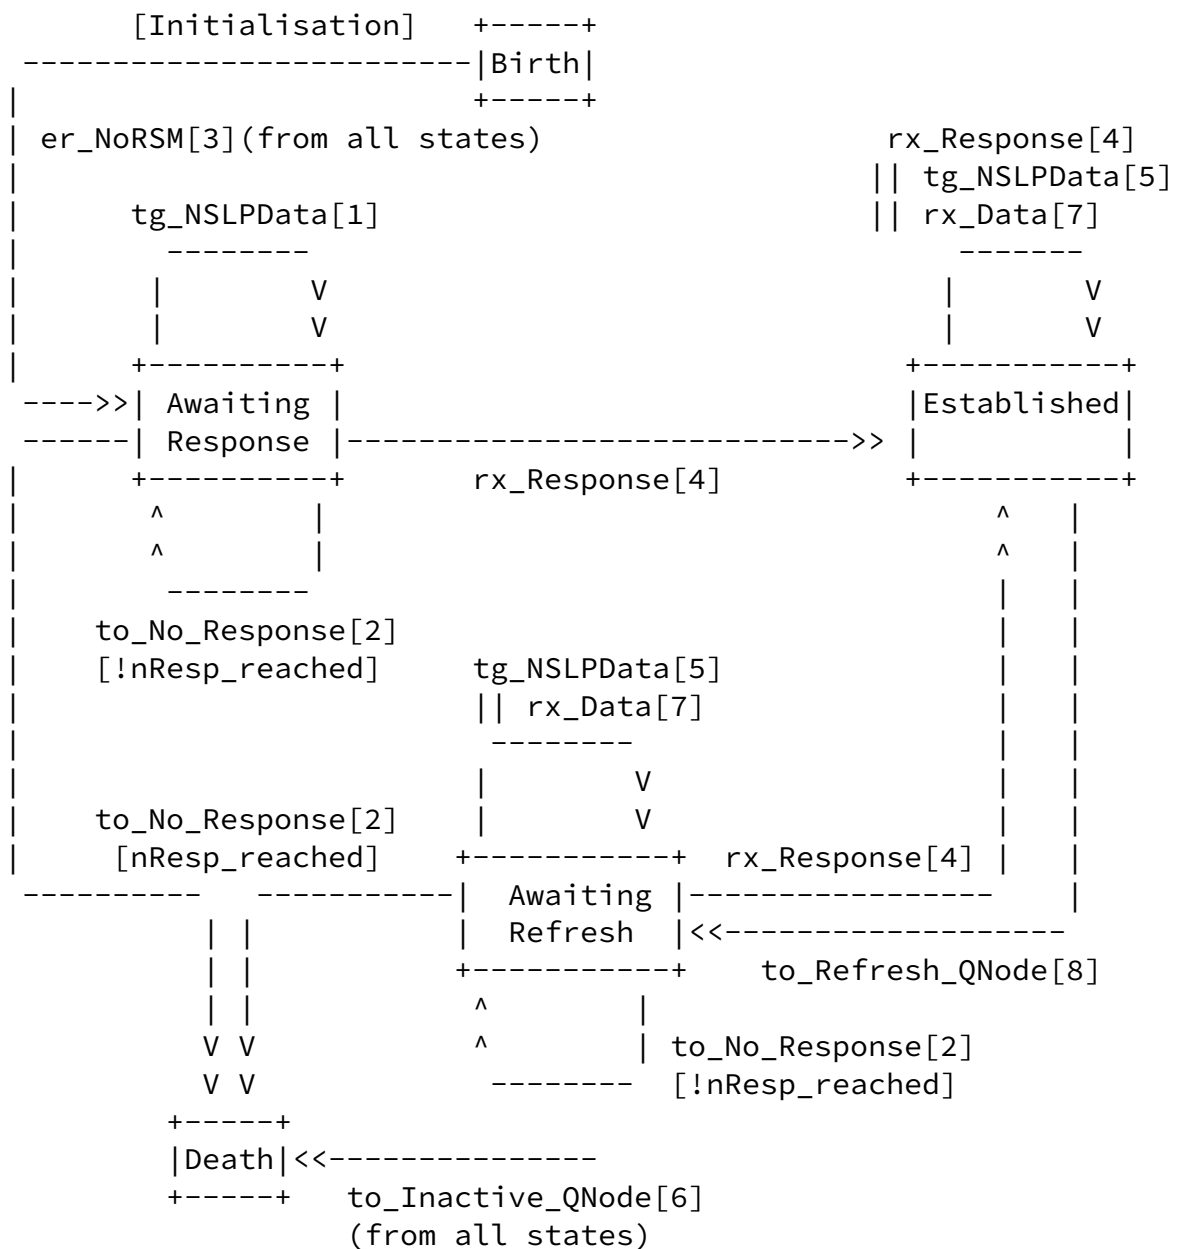 [Initialisation]
Birth
er_NoRSM[3](from all states)
rx_Response[4]
|| tg_NSLPData[5]
tg_NSLPData[1]
|| rx_Data[7]
V V
V V
---->>| Awaiting | |Established|
------| Response |---------------------------->> | |
rx_Response[4]
^ ^
^ ^
to_No_Response[2]
[!nResp_reached]
tg_NSLPData[5]
|| rx_Data[7]
V
to_No_Response[2]
V
[nResp_reached]
rx_Response[4]
Awaiting
Refresh |<<-------------------
to_Refresh_QNode[8]
^
V V ^ | to_No_Response[2]
V V -------- [!nResp_reached]
|Death|<<---------------
to_Inactive_QNode[6]
(from all states)